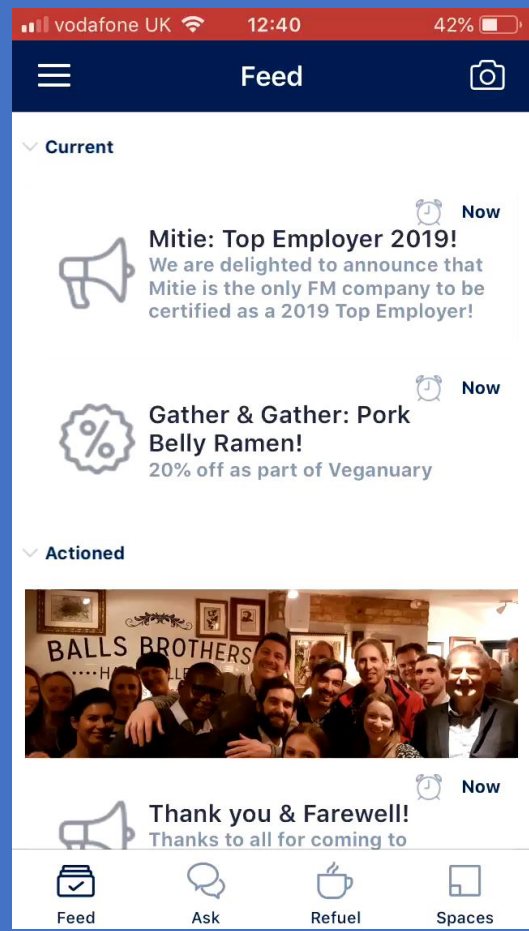 vodafone UK 12:40 42%
Feed
Current
Now
Mitie: Top Employer 2019!
We are delighted to announce that
Mitie is the only FM company to be
certified as a 2019 Top Employer!
Now
Gather & Gather: Pork
Belly Ramen!
%
20% off as part of Veganuary
Actioned
BALLS BROTHERS
Now
Thank you & Farewell!
Thanks to all for coming to
Feed Ask Refuel Spaces